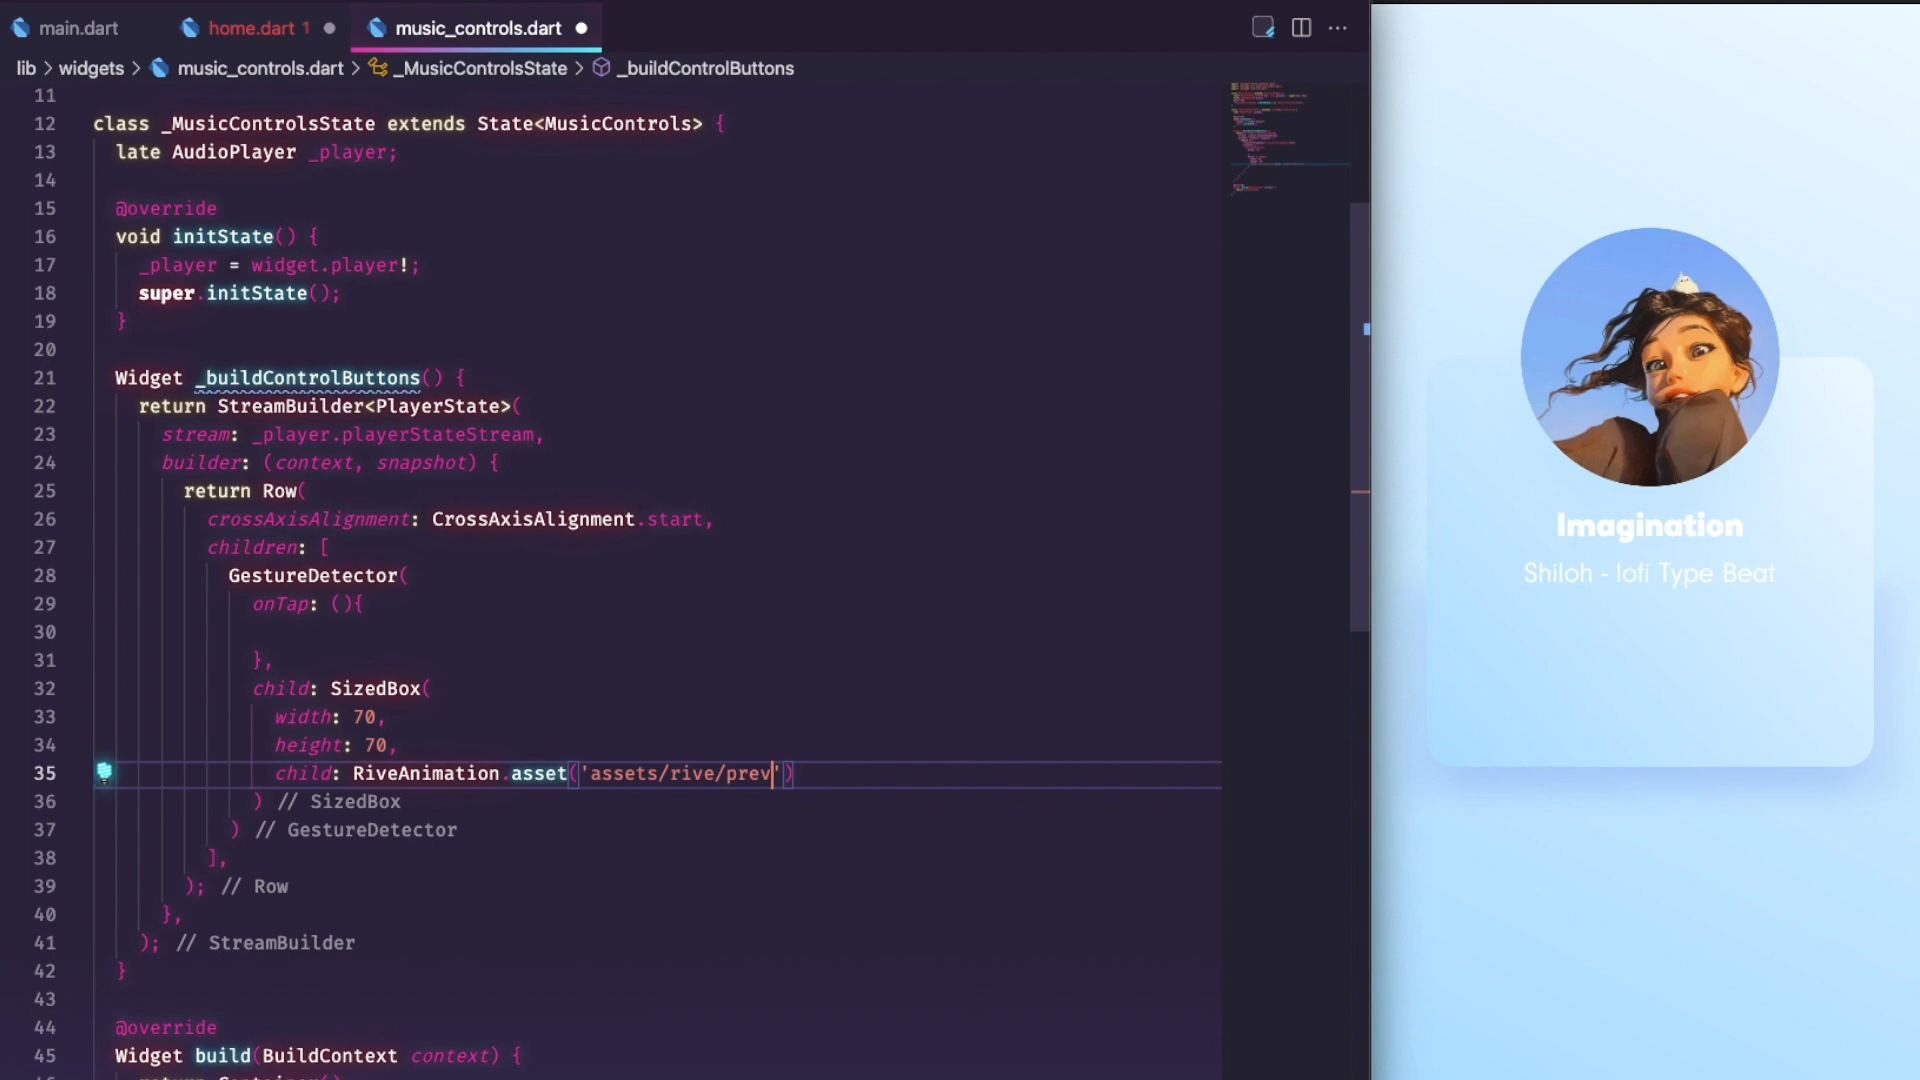 main.dart
home.dart 1
music_controls.dart
lib > widgets > music_controls.dart > _MusicControlsState > _buildControlButtons
11
12 class _MusicControlsState extends State<MusicControls> {
13 late AudioPlayer _player;
14
15 @override
16 void initState() {
17 _player = widget.player!;
18 super.initState();
19 }
20
21 Widget _buildControlButtons() {
22 return StreamBuilder<PlayerState>(
23 stream: _player.playerStateStream,
24 builder: (context, snapshot) {
25 return Row(
26 crossAxisAlignment: CrossAxisAlignment.start,
27 children: [
28 GestureDetector(
29 onTap: (){
30
31 },
32 child: SizedBox(
33 width: 70,
34 height: 70,
35 child: RiveAnimation.asset('assets/rive/prev')
36 ) // SizedBox
37 ) // GestureDetector
38 ],
39 ); // Row
40 },
41 ); // StreamBuilder
42 }
43
44 @override
45 Widget build(BuildContext context) {
Imagination
Shiloh - lofi Type Beat